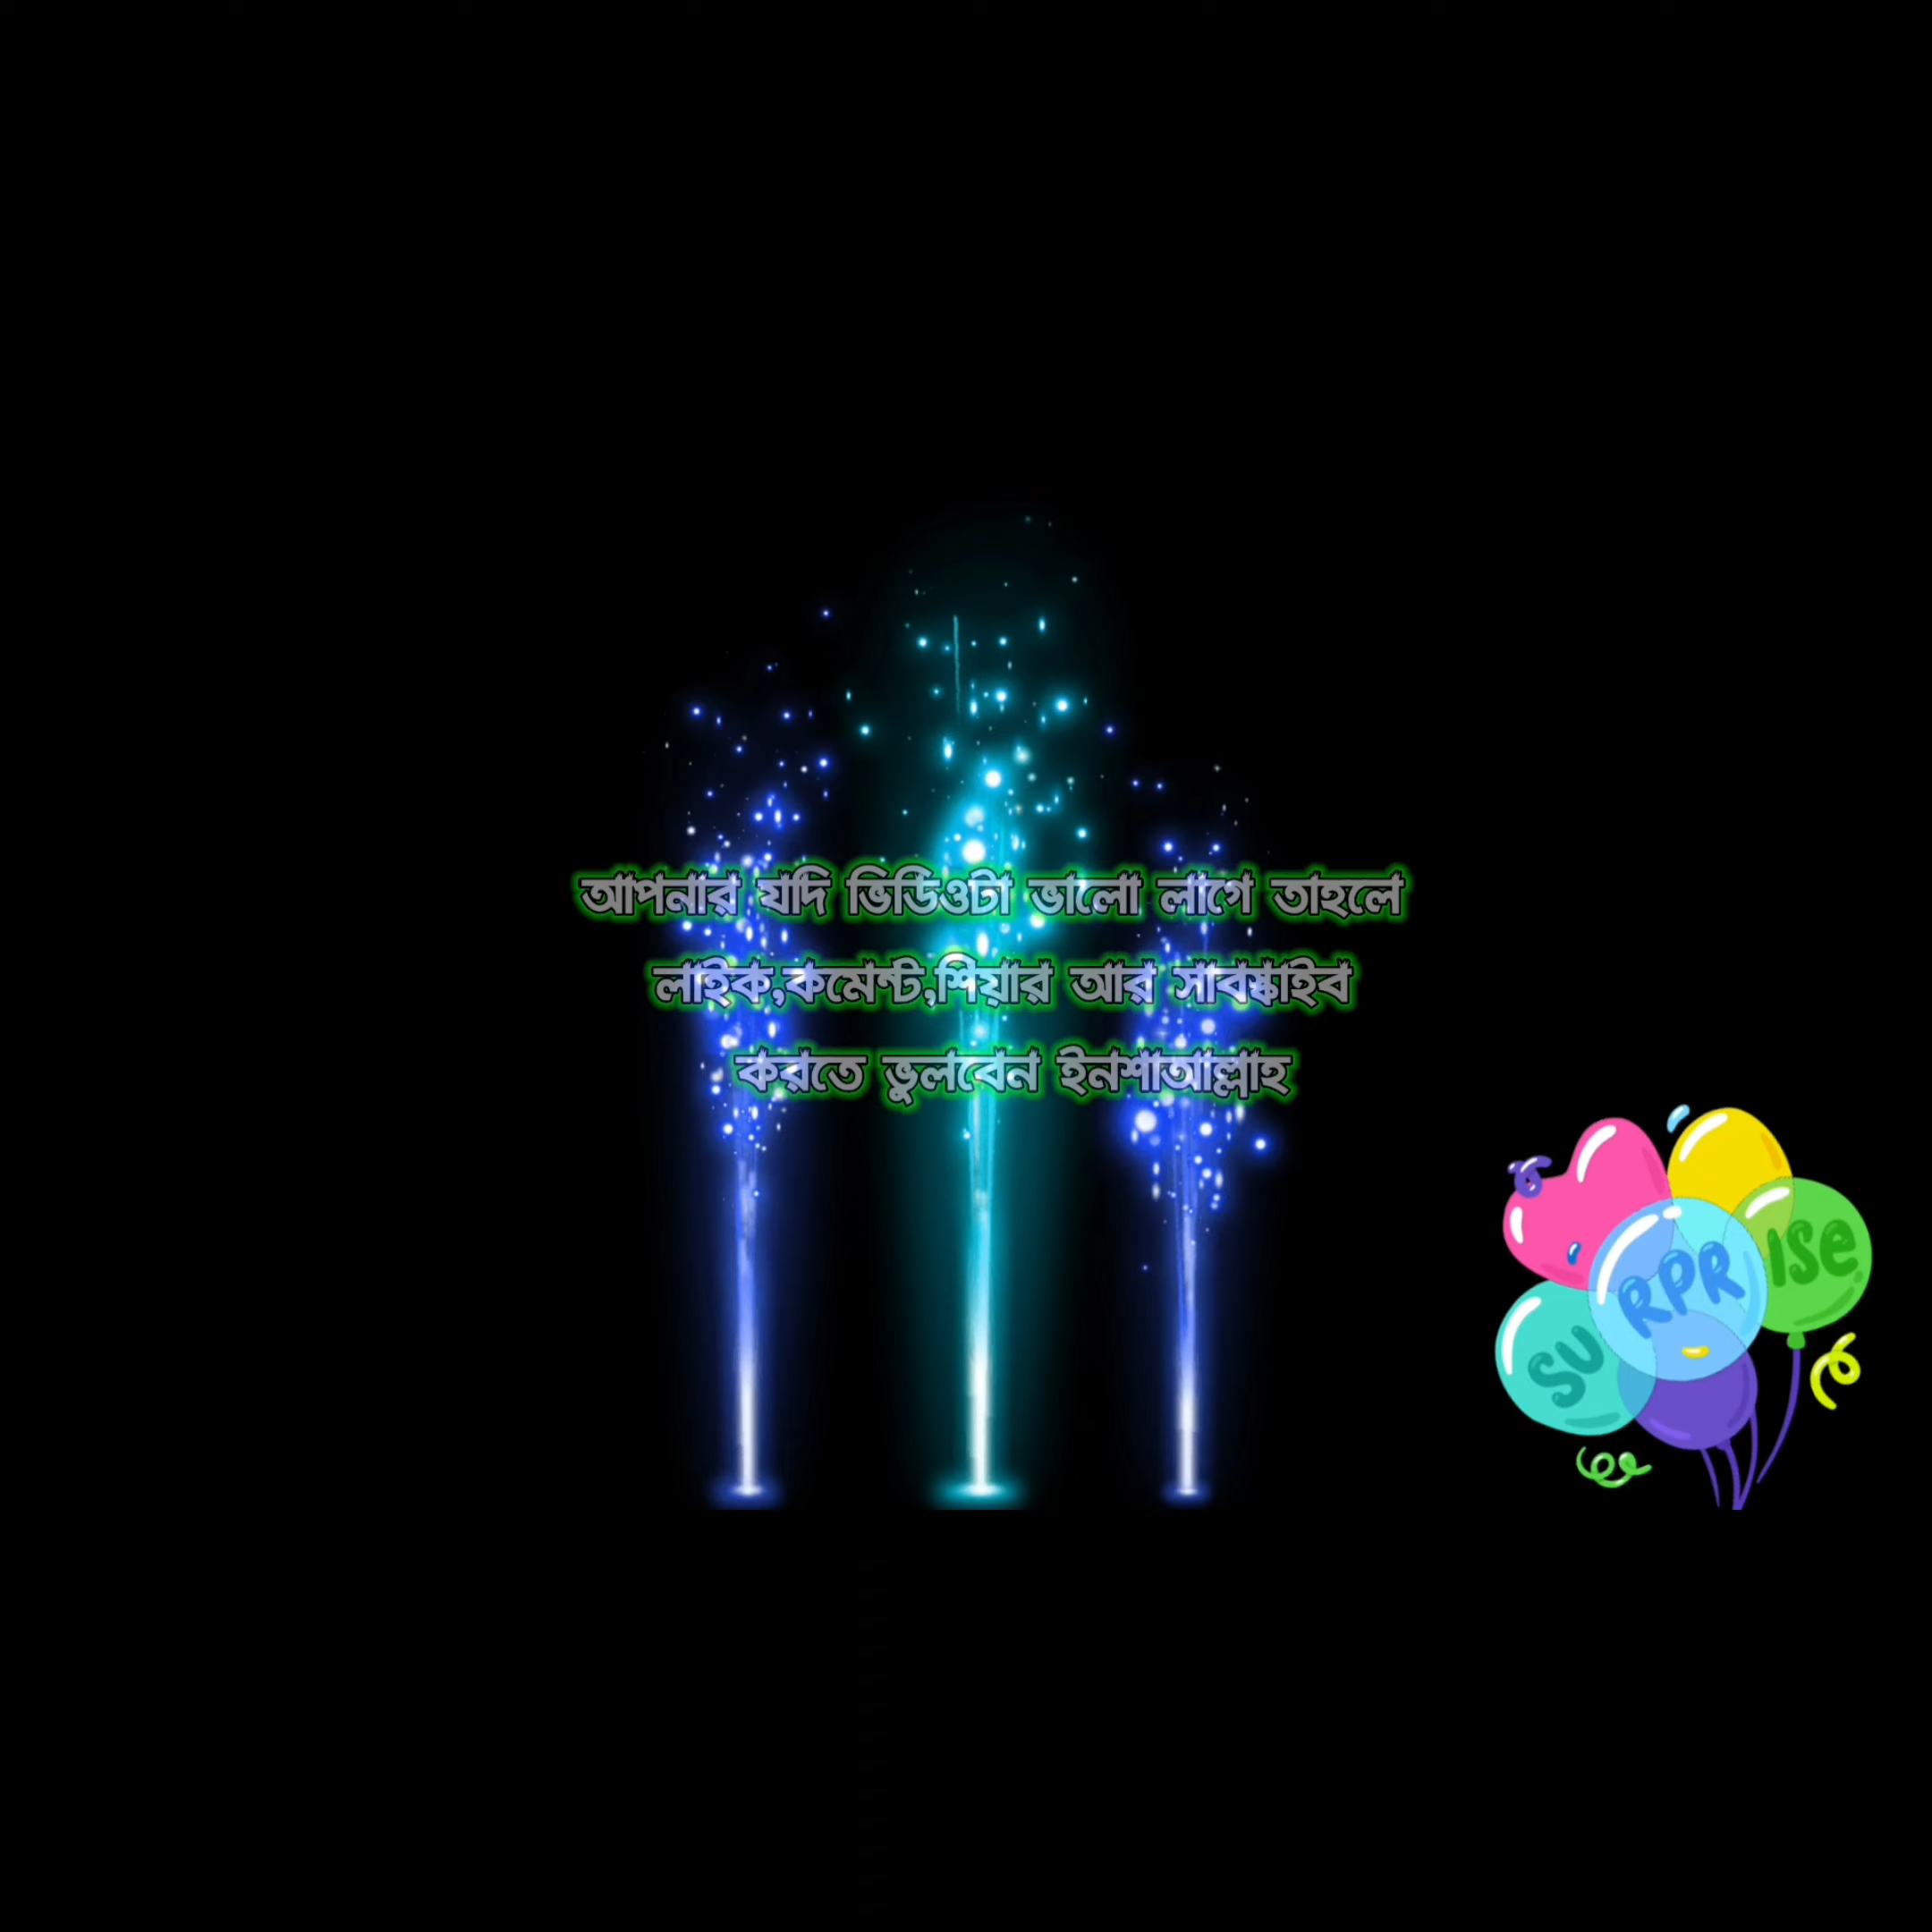 আপনার যদি ভিডিওটা ভালো লাগে তাহলে
লাইক,কমেন্ট,শিয়ার আর সাবস্কাইব
করতে ভুলবেন ইনশাআল্লাহ
SURPRISE